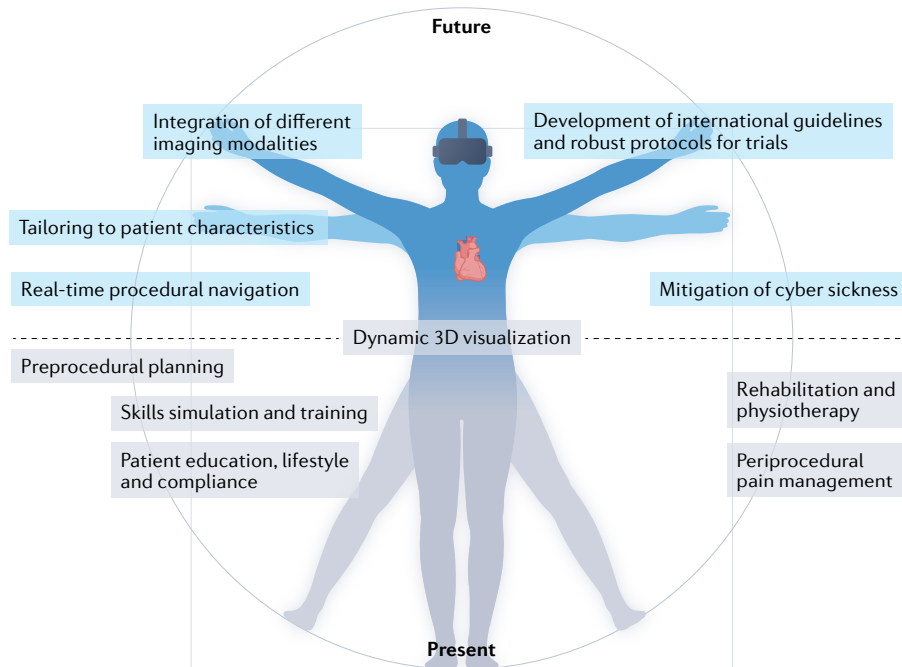 Future
Integration of different
imaging modalities
Development of international guidelines
and robust protocols for trials
Tailoring to patient characteristics
Real-time procedural navigation
Mitigation of cyber sickness
Dynamic 3D visualization
Preprocedural planning
Skills simulation and training
Patient education, lifestyle
and compliance
Rehabilitation and
physiotherapy
Periprocedural
pain management
Present